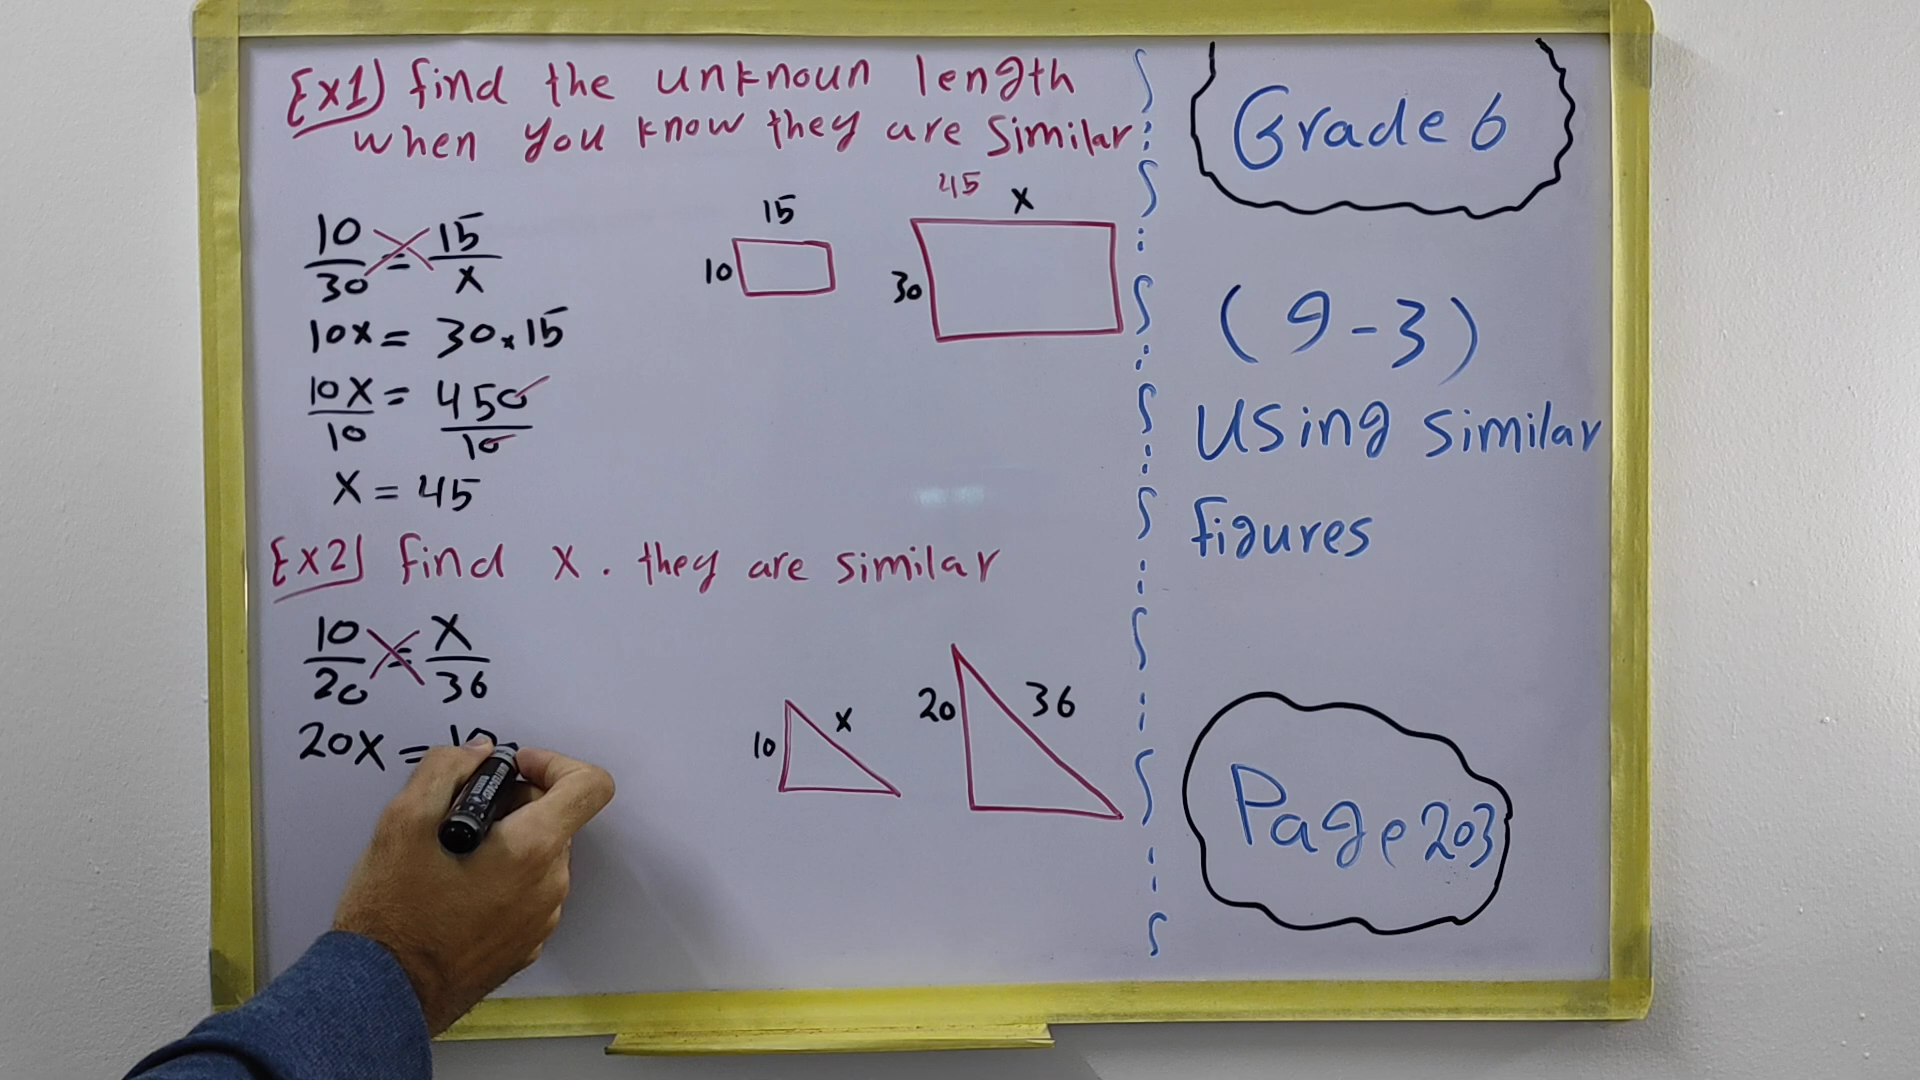 Ex1) find the unknoun length
when you know they are Similar
10/30 = 15/x
10x = 30 × 15
10x/10 = 450/10
x = 45
15
10
45 x
30
Ex2) find x . they are similar
10/20 = x/36
20x = 10
10
x
20
36
Grade 6
(9-3)
Using similar
figures
Page 203